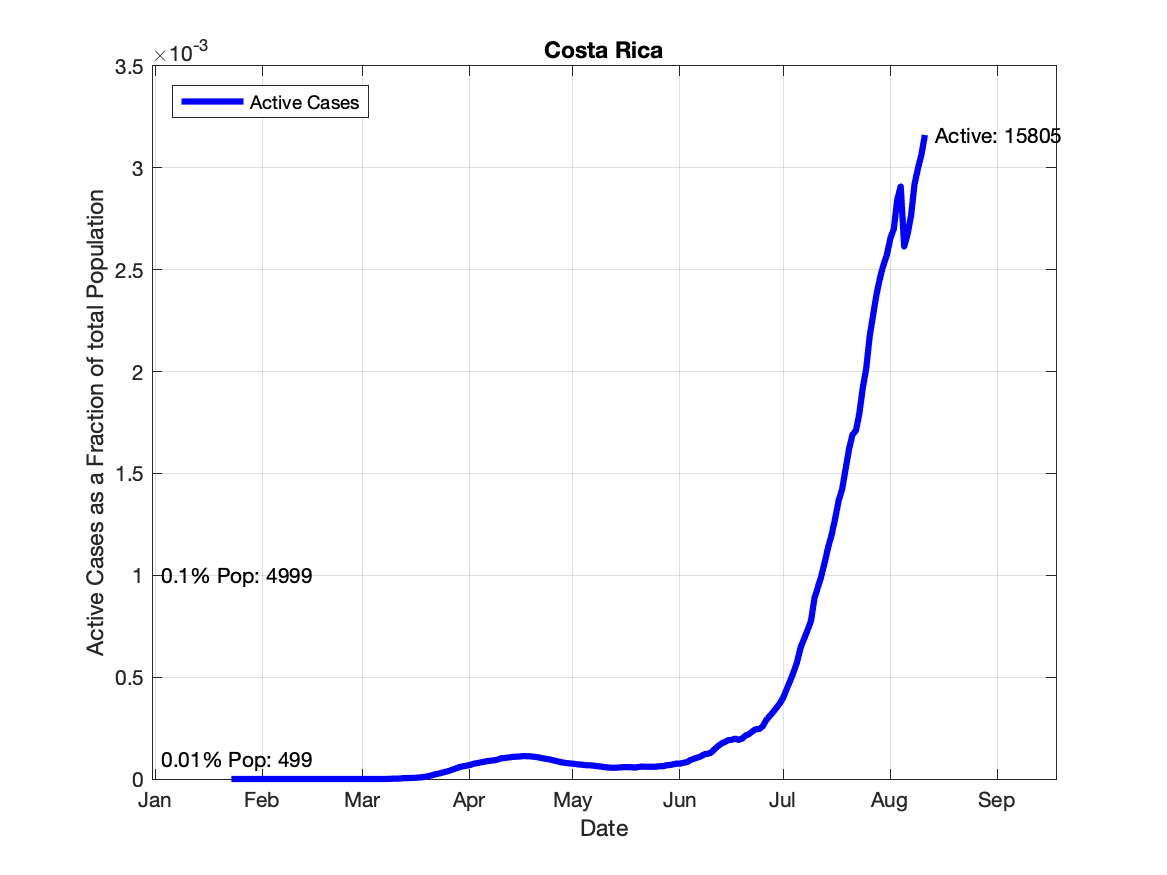 Costa Rica
×10-3
3.5
3
2.5
2
1.5
1
0.5
0
Active Cases as a Fraction of total Population
Active Cases
Active: 15805
0.1% Pop: 4999
0.01% Pop: 499
Jan Feb Mar Apr May Jun Jul Aug Sep
Date